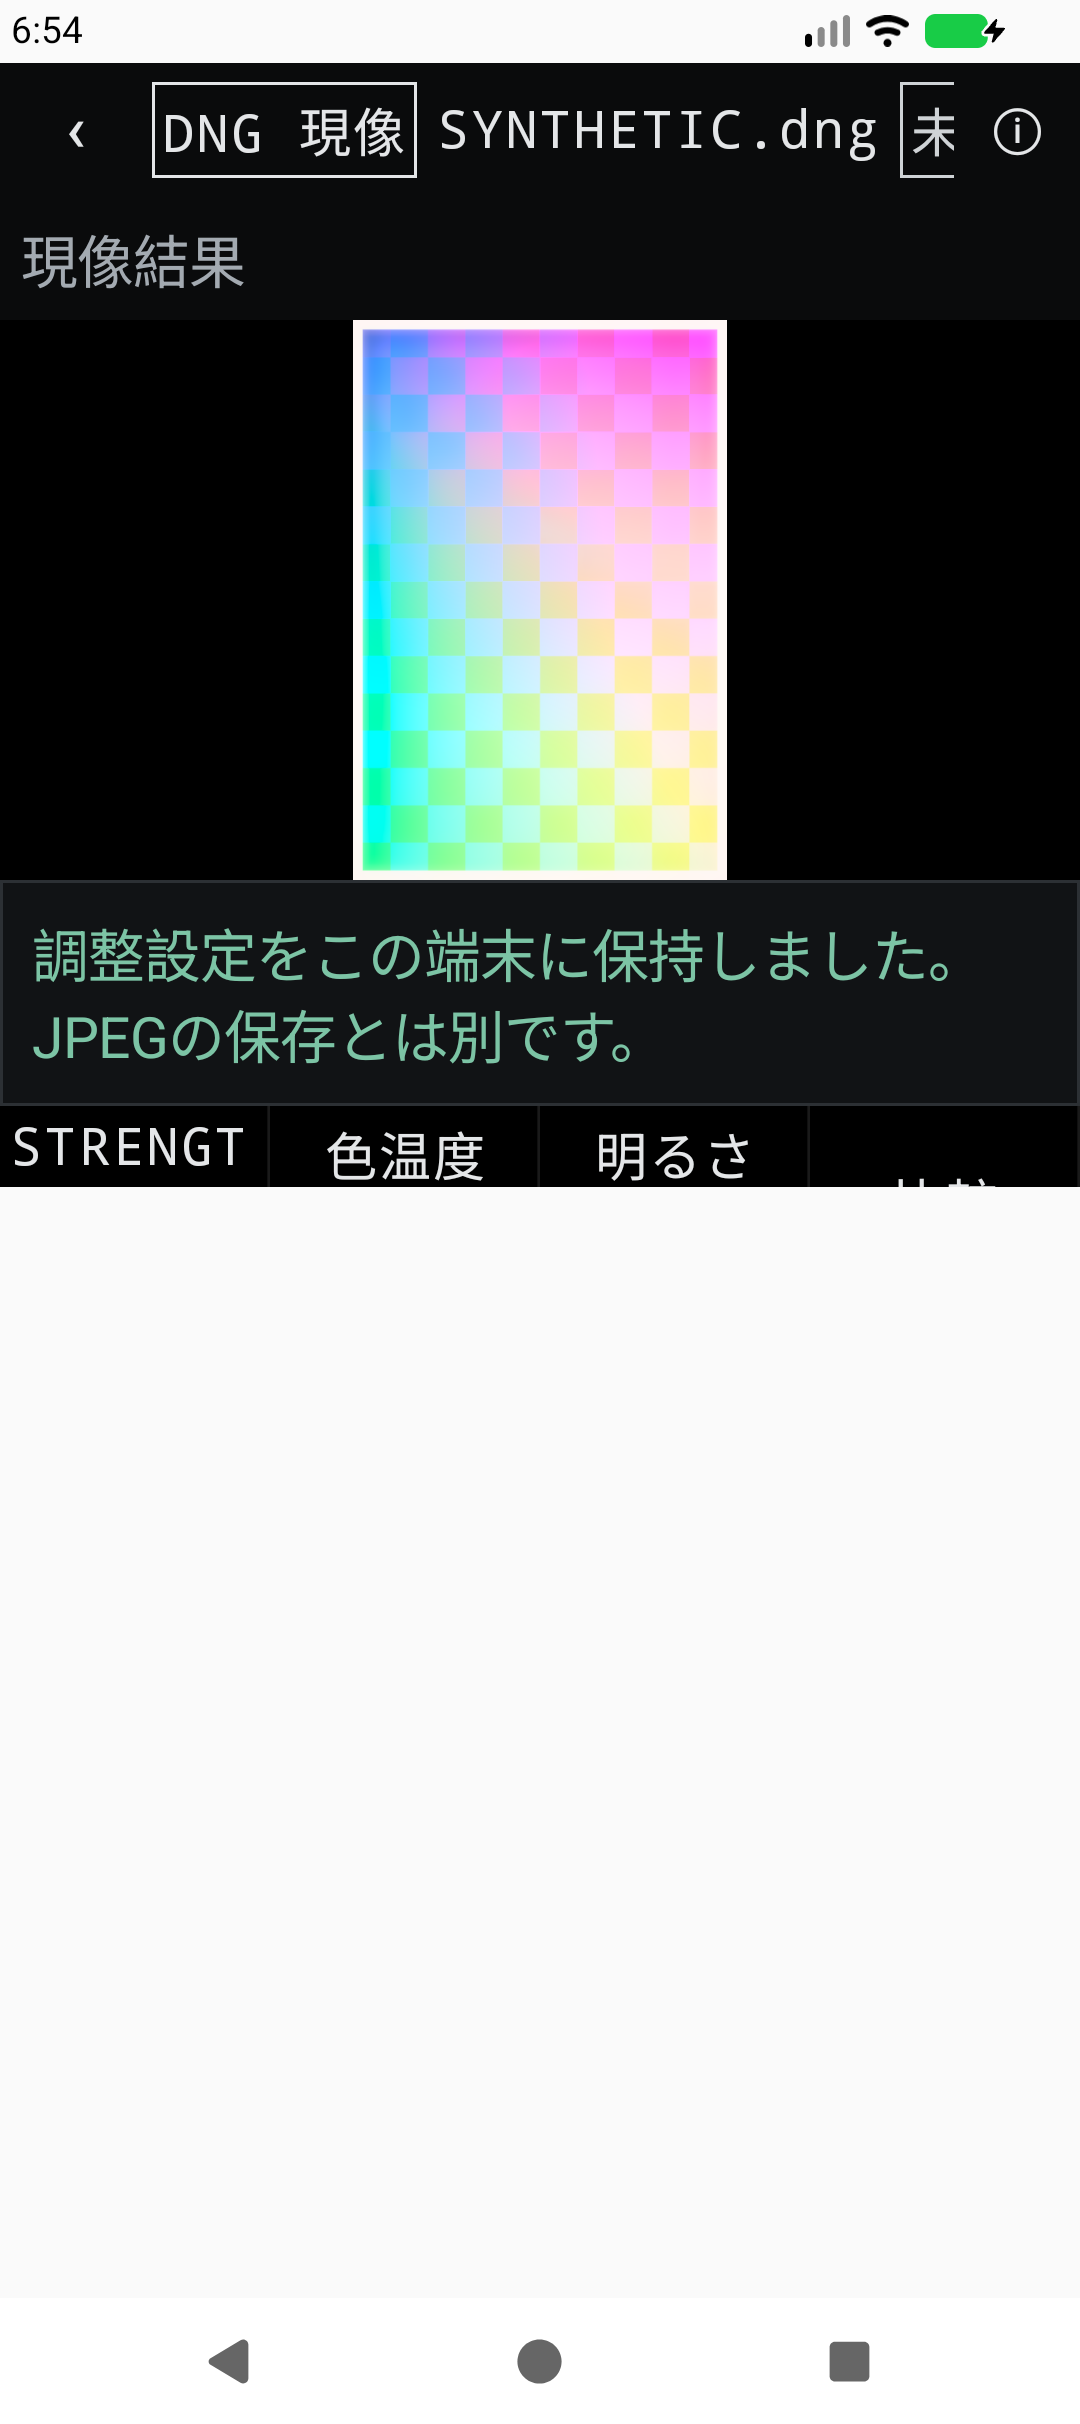 6:54
‹ DNG 現像 SYNTHETIC.dng 未
現像結果
調整設定をこの端末に保持しました。
JPEGの保存とは別です。
STRENGT 色温度 明るさ